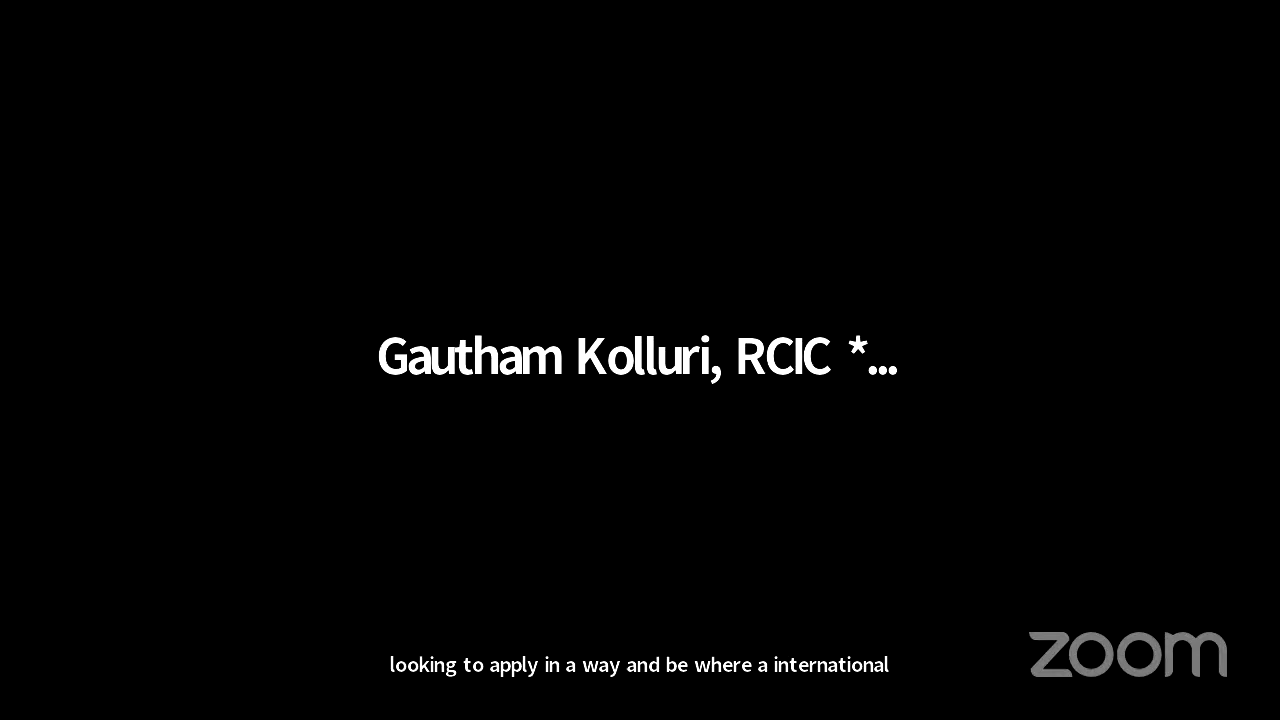 Gautham Kolluri, RCIC *...
looking to apply in a way and be where a international
zoom